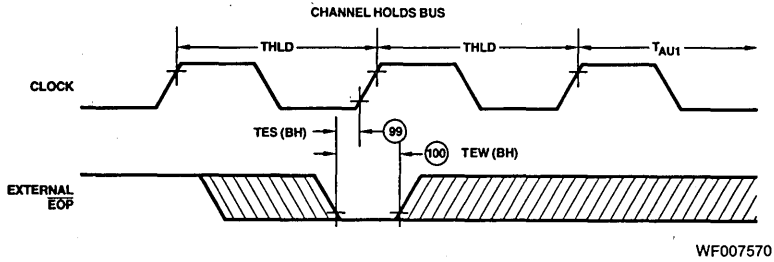 CHANNEL HOLDS BUS
THLD THLD TAU1
CLOCK
TES (BH) 99
100 TEW (BH)
EXTERNAL
EOP
WF007570